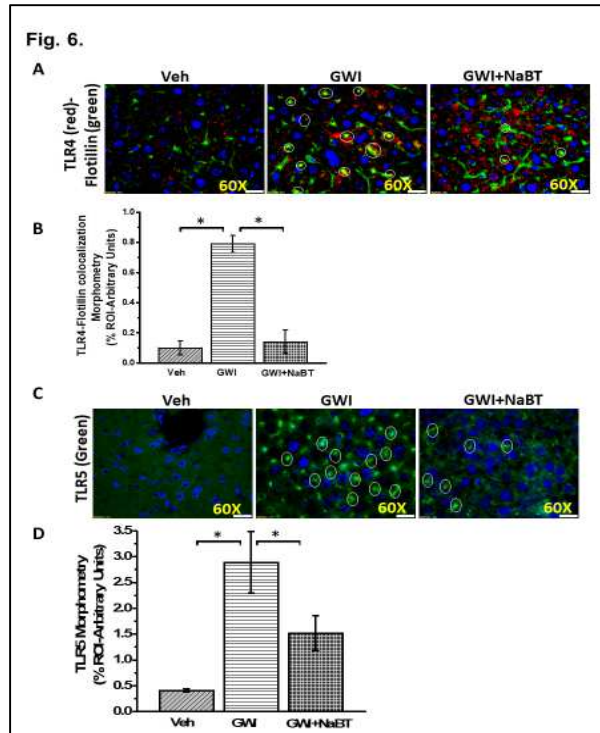 Fig. 6.
A
Veh GWI GWI+NaBT
TLR4 (red)-
Flotillin (green)
60X 60X 60X
B
TLR4-Flotillin colocalization
Morphometry
(% ROI-Arbitrary Units)
* *
1.0
0.8
0.6
0.4
0.2
0.0
Veh GWI GWI+NaBT
C
Veh GWI GWI+NaBT
TLR5 (Green)
60X 60X 60X
D
TLR5 Morphometry
(% ROI-Arbitrary Units)
* *
3.5
3.0
2.5
2.0
1.5
1.0
0.5
0.0
Veh GWI GWI+NaBT